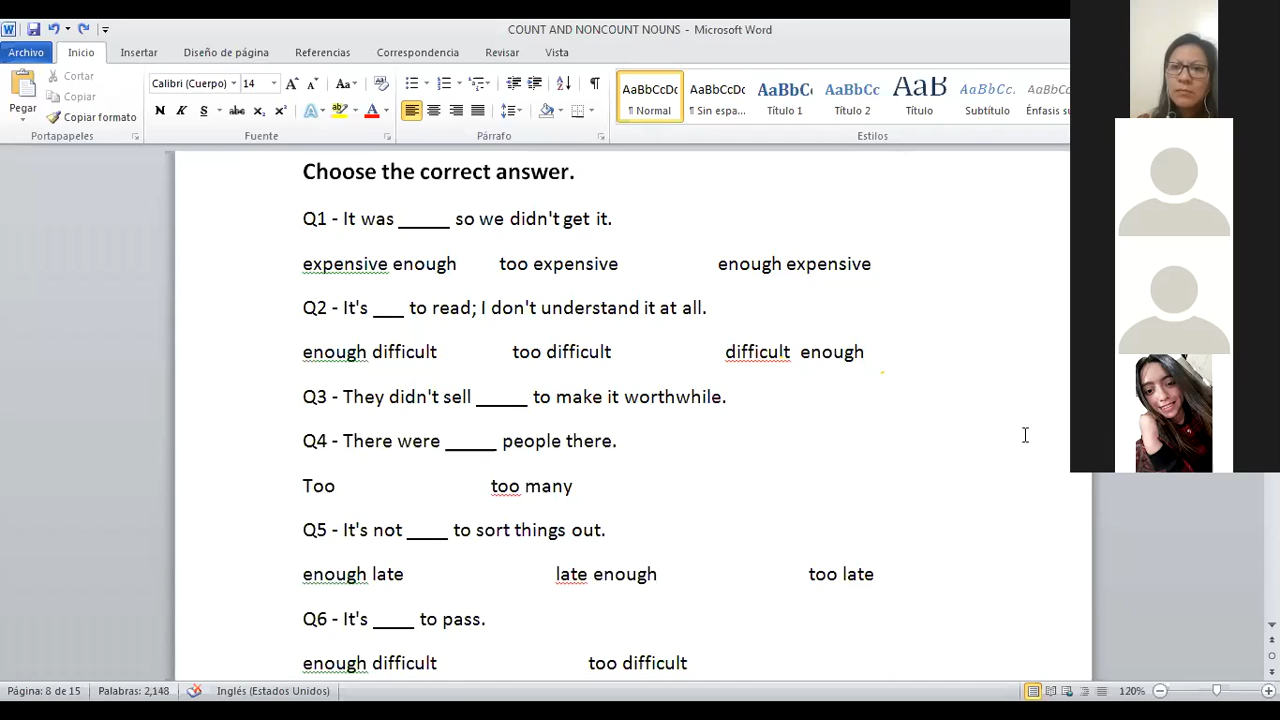 COUNT AND NONCOUNT NOUNS - Microsoft Word
Archivo Inicio Insertar Diseño de página Referencias Correspondencia Revisar Vista
Pegar
Cortar
Copiar
Copiar formato
Portapapeles
Calibri (Cuerpo) 14
N K S abc x₂ x²
Fuente
Párrafo
AaBbCcDc AaBbCcDc AaBbC AaBbCc AaB AaBbCc. AaBbCc
¶ Normal ¶ Sin espa... Título 1 Título 2 Título Subtítulo Énfasis su
Estilos
Choose the correct answer.
Q1 - It was _____ so we didn't get it.
expensive enough too expensive enough expensive
Q2 - It's ___ to read; I don't understand it at all.
enough difficult too difficult difficult enough
Q3 - They didn't sell _____ to make it worthwhile.
Q4 - There were _____ people there.
Too too many
Q5 - It's not ____ to sort things out.
enough late late enough too late
Q6 - It's ____ to pass.
enough difficult too difficult
Página: 8 de 15 Palabras: 2,148 Inglés (Estados Unidos) 120%